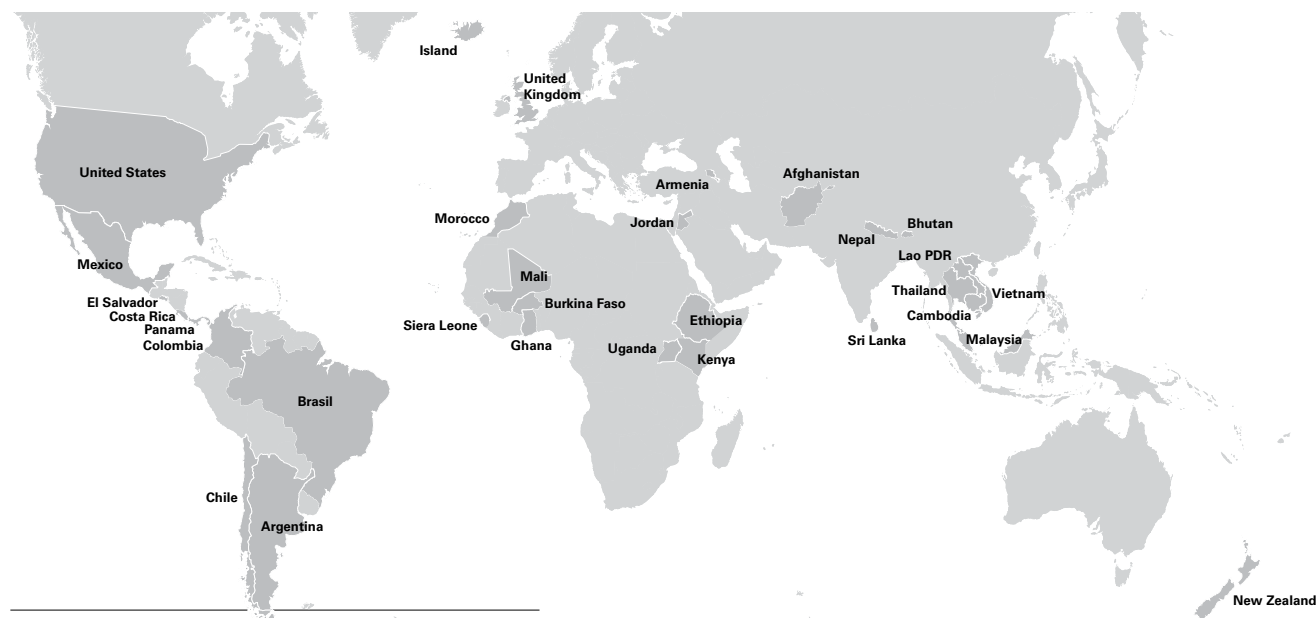 Island
United
Kingdom
United States
Afghanistan
Armenia
Morocco
Jordan
Bhutan
Nepal
Lao PDR
Mexico
Mali
Thailand
Vietnam
El Salvador
Burkina Faso
Costa Rica
Cambodia
Ethiopia
Siera Leone
Panama
Sri Lanka
Malaysia
Colombia
Ghana
Uganda
Kenya
Brasil
Chile
Argentina
New Zealand